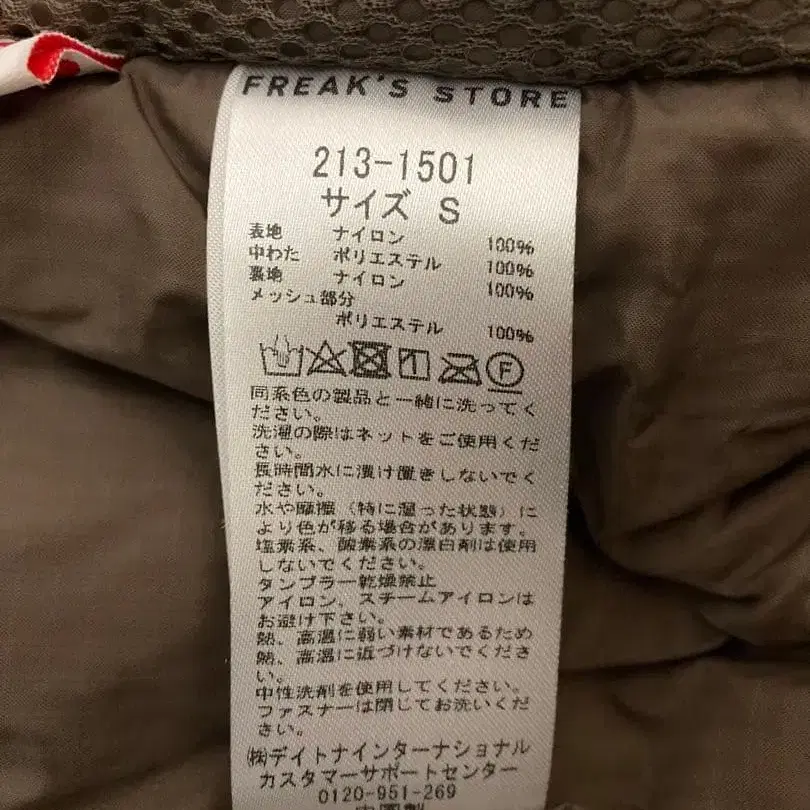 FREAK'S STORE
213-1501
サイズ S
表地 ナイロン 100%
中わた ポリエステル 100%
裏地 ナイロン 100%
メッシュ部分
ポリエステル 100%
F
同系色の製品と一緒に洗ってく
ださい。
洗濯の際はネットをご使用くだ
さい。
長時間水に漬け置きしないでく
ださい。
水や摩擦(特に湿った状態)に
より色が移る場合があります。
塩素系、酸素系の漂白剤は使用
しないでください。
タンブラー乾燥禁止
アイロン、スチームアイロンは
お避け下さい。
熱、高温に弱い素材であるため
熱、高温に近づけないでくださ
い。
中性洗剤を使用してください。
ファスナーは閉じてお洗いくだ
さい。
㈱デイトナインターナショナル
カスタマーサポートセンター
0120-951-269
中国製